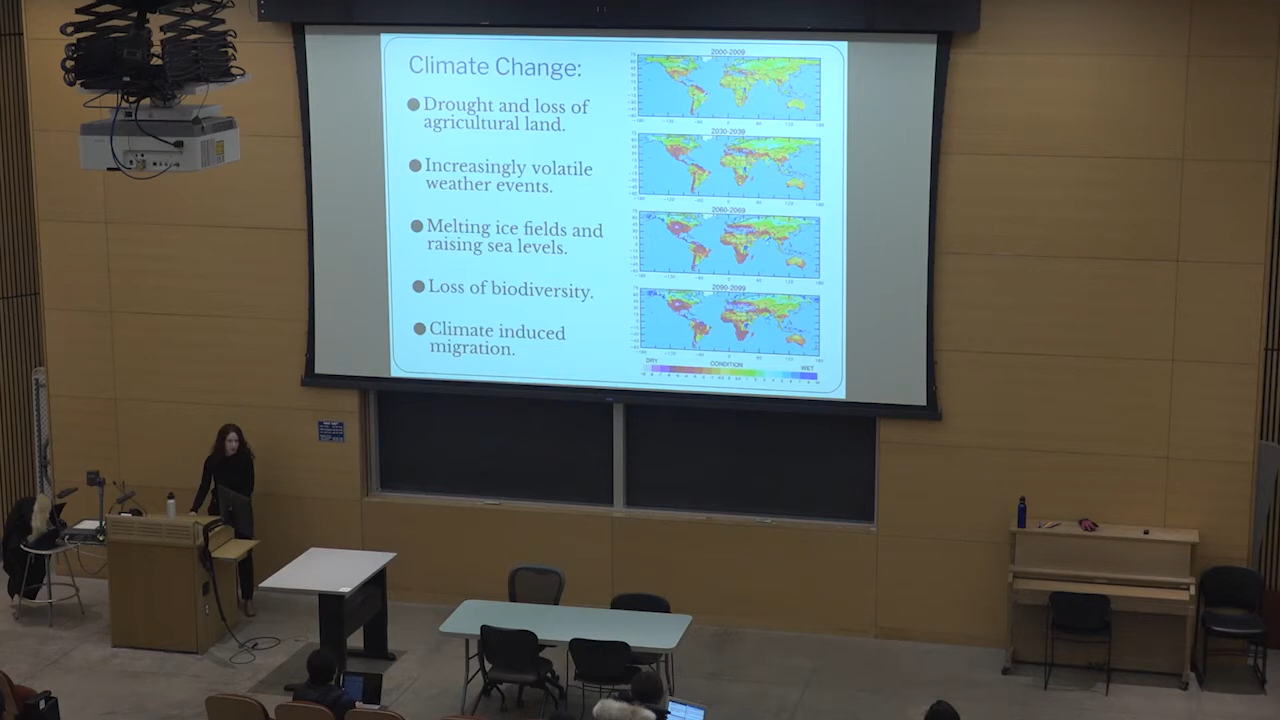 Climate Change:
Drought and loss of
agricultural land.
Increasingly volatile
weather events.
Melting ice fields and
raising sea levels.
Loss of biodiversity.
Climate induced
migration.
2000-2009
2030-2039
2060-2069
2090-2099
DRY
CONDITION
WET